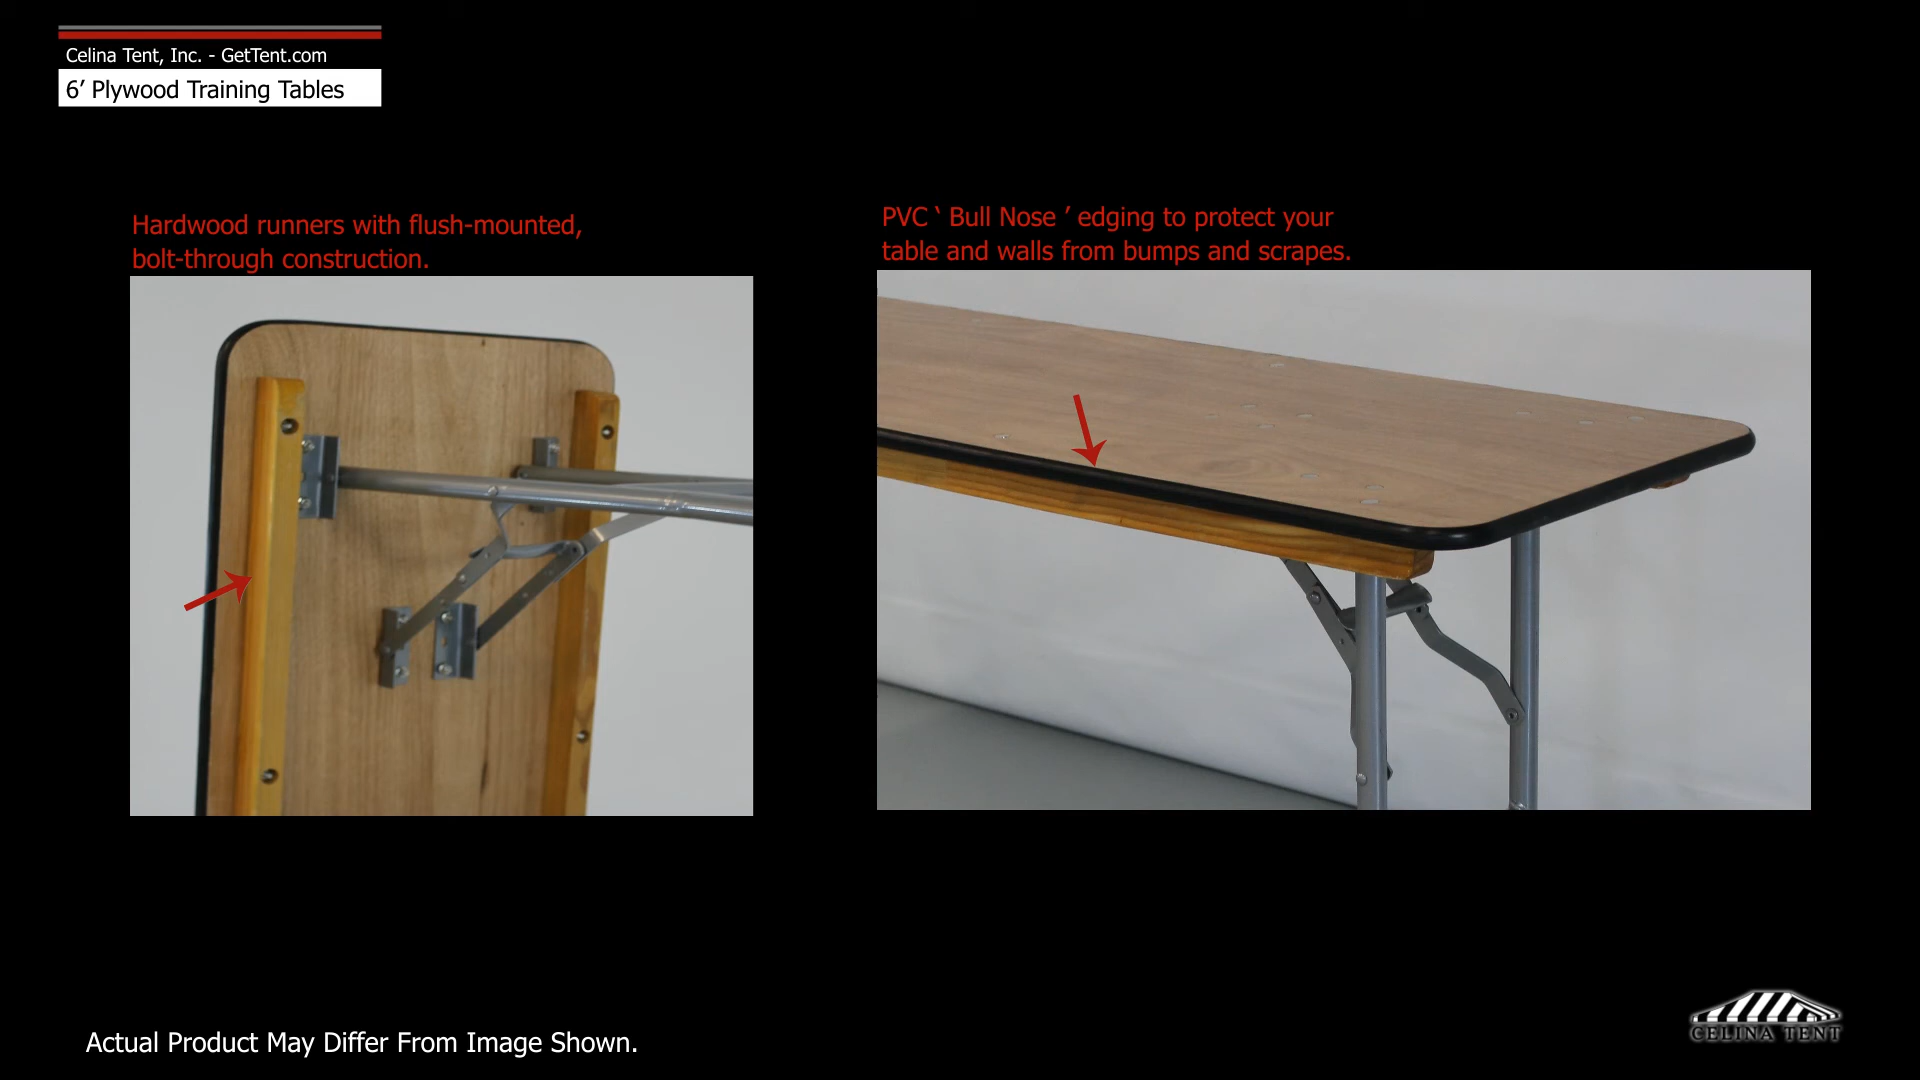 Celina Tent, Inc. - GetTent.com
6’ Plywood Training Tables
Hardwood runners with flush-mounted,
bolt-through construction.
PVC ‘ Bull Nose ’ edging to protect your
table and walls from bumps and scrapes.
Actual Product May Differ From Image Shown.
CELINA TENT